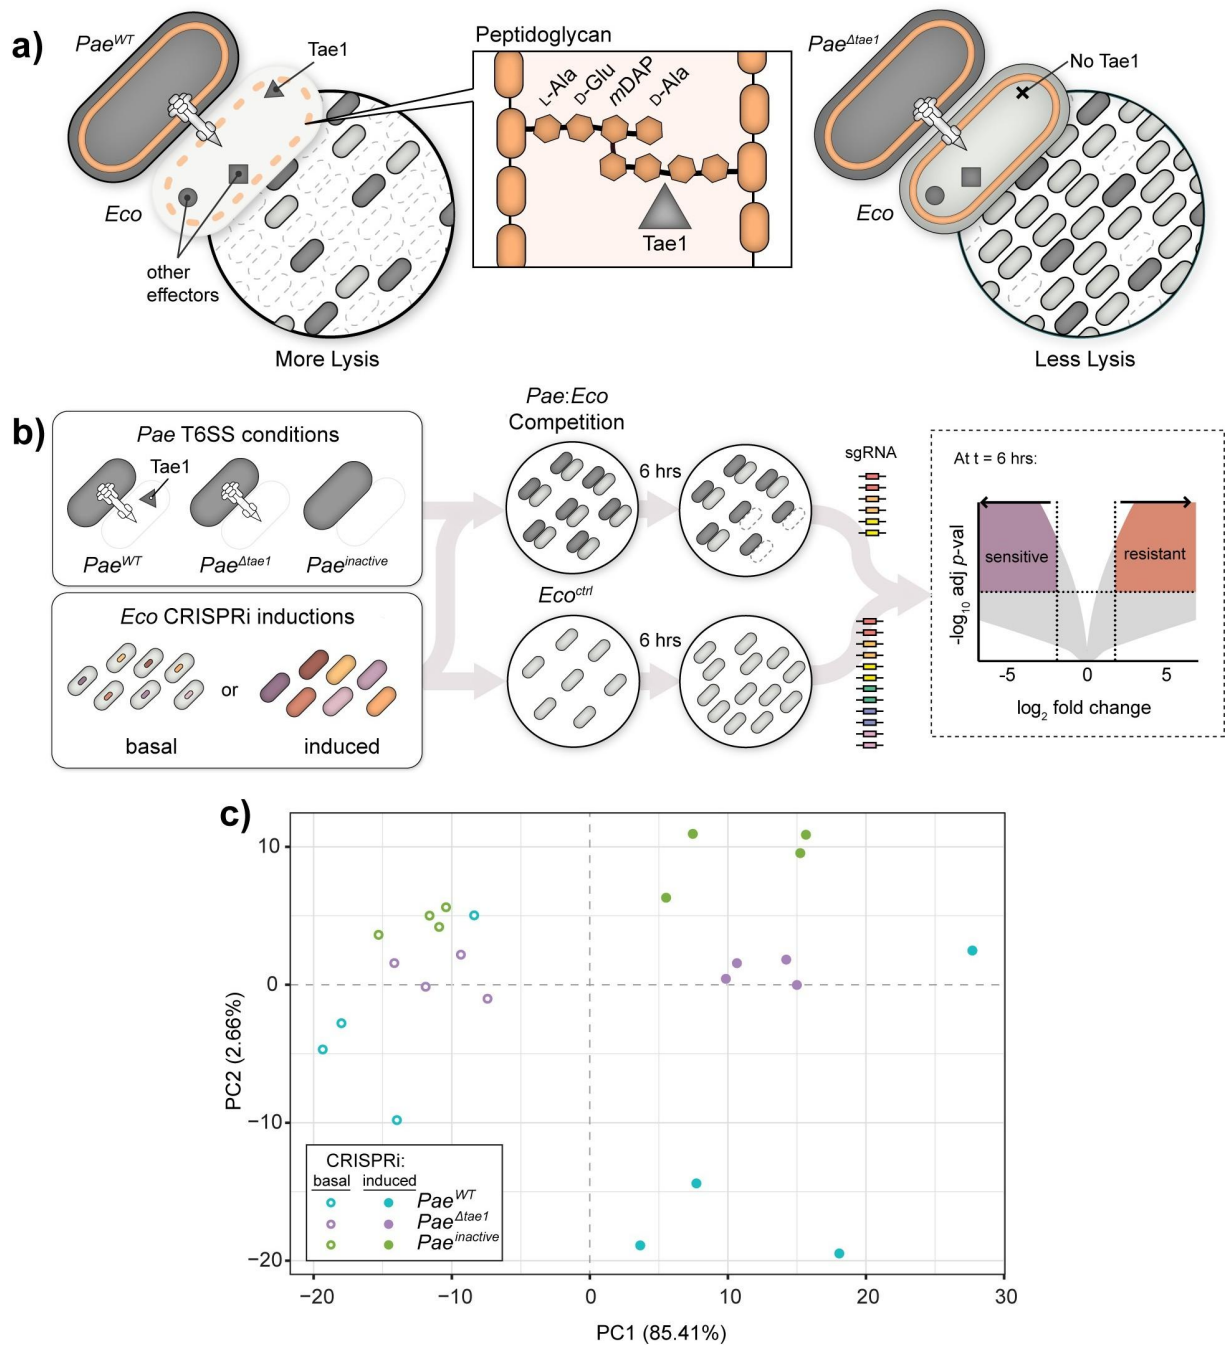 a)
Pae^WT
Tae1
Eco
other
effectors
More Lysis
Peptidoglycan
L-Ala
D-Glu
mDAP
D-Ala
Tae1
Pae^Δtae1
No Tae1
Eco
Less Lysis
b)
Pae T6SS conditions
Tae1
Pae^WT Pae^Δtae1 Pae^inactive
Eco CRISPRi inductions
or
basal induced
Pae:Eco
Competition
6 hrs
Eco^ctrl
6 hrs
sgRNA
At t = 6 hrs:
sensitive
resistant
-log₁₀ adj p-val
-5 0 5
log₂ fold change
c)
10
0
−10
−20
PC2 (2.66%)
CRISPRi:
basal induced
Pae^WT
Pae^Δtae1
Pae^inactive
−20 −10 0 10 20 30
PC1 (85.41%)